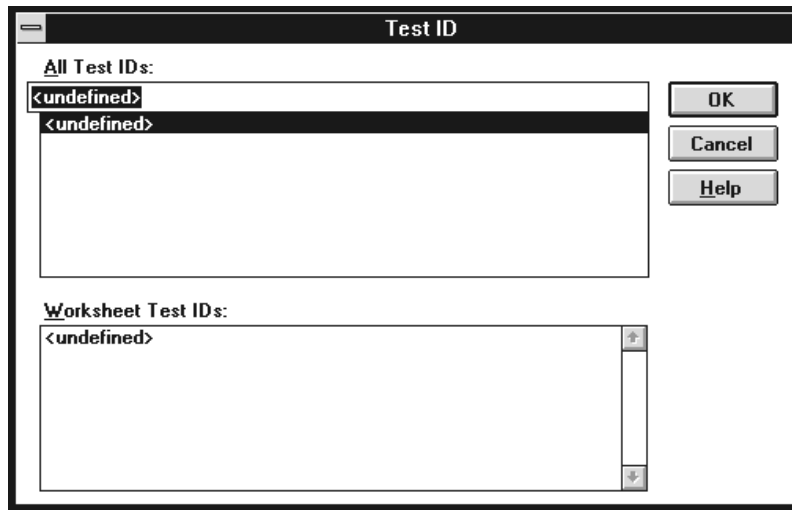 Test ID
All Test IDs:
<undefined>
<undefined>
OK
Cancel
Help
Worksheet Test IDs:
<undefined>